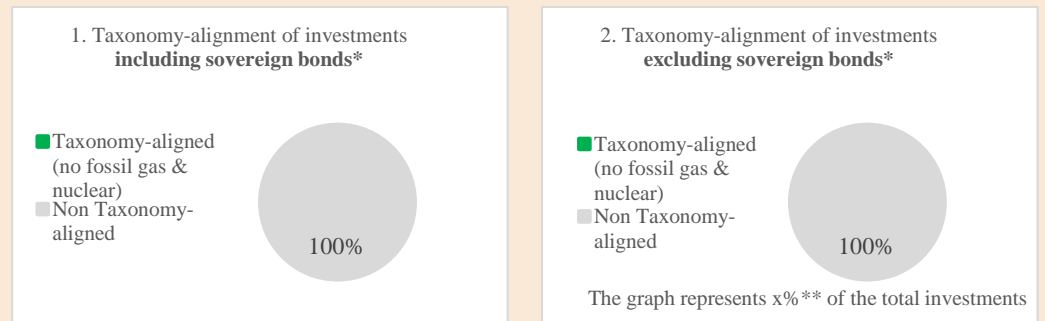 1. Taxonomy-alignment of investments
including sovereign bonds*
Taxonomy-aligned
(no fossil gas &
nuclear)
Non Taxonomy-
aligned
100%
2. Taxonomy-alignment of investments
excluding sovereign bonds*
Taxonomy-aligned
(no fossil gas &
nuclear)
Non Taxonomy-
aligned
100%
The graph represents x%** of the total investments